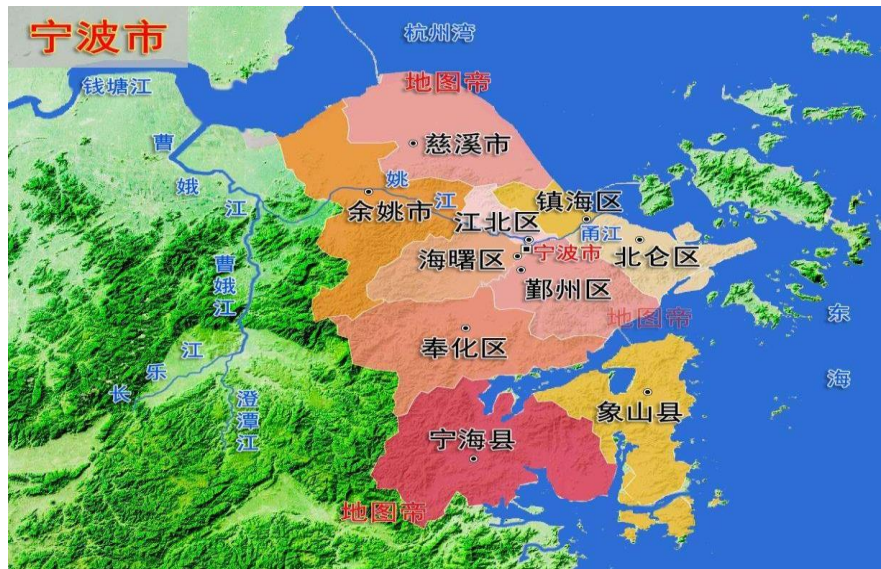 宁波市
杭州湾
钱塘江
地图帝
曹娥江
慈溪市
姚江
余姚市
镇海区
江北区
甬江
宁波市
海曙区
北仑区
曹娥江
鄞州区
地图帝
东海
奉化区
长乐江
澄潭江
象山县
宁海县
地图帝